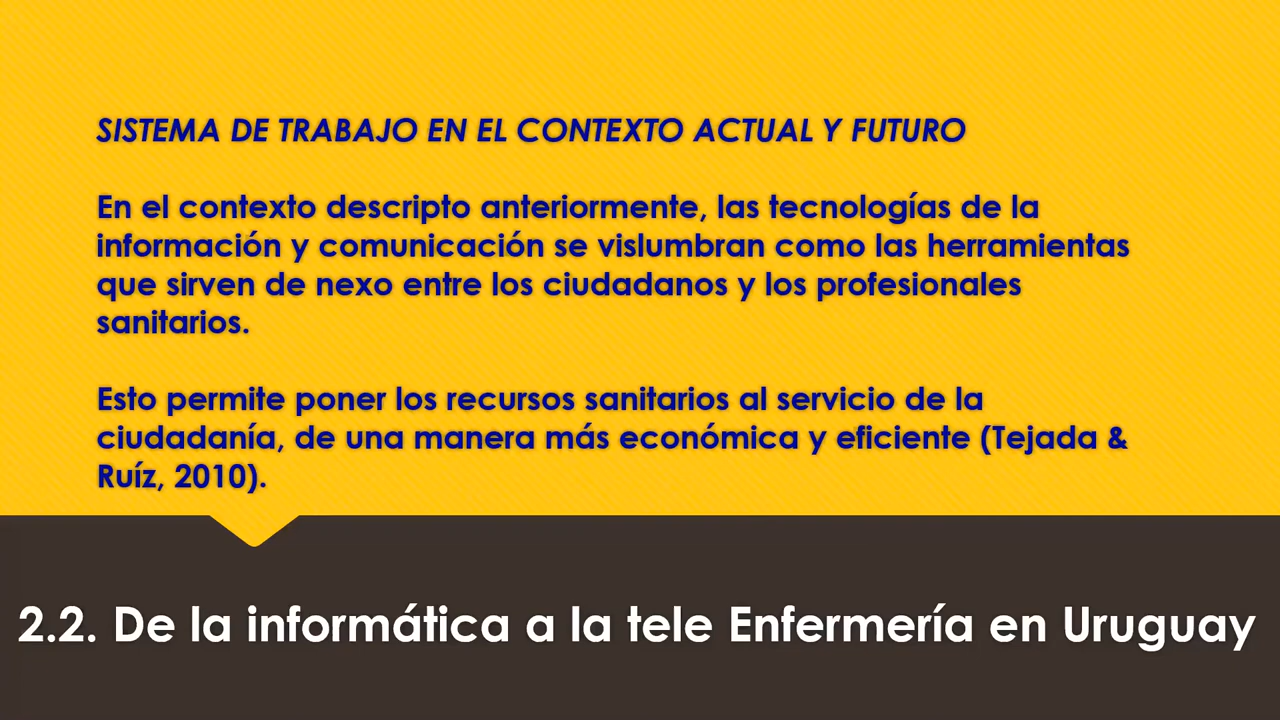 SISTEMA DE TRABAJO EN EL CONTEXTO ACTUAL Y FUTURO
En el contexto descripto anteriormente, las tecnologías de la
información y comunicación se vislumbran como las herramientas
que sirven de nexo entre los ciudadanos y los profesionales
sanitarios.
Esto permite poner los recursos sanitarios al servicio de la
ciudadanía, de una manera más económica y eficiente (Tejada &
Ruíz, 2010).
2.2. De la informática a la tele Enfermería en Uruguay